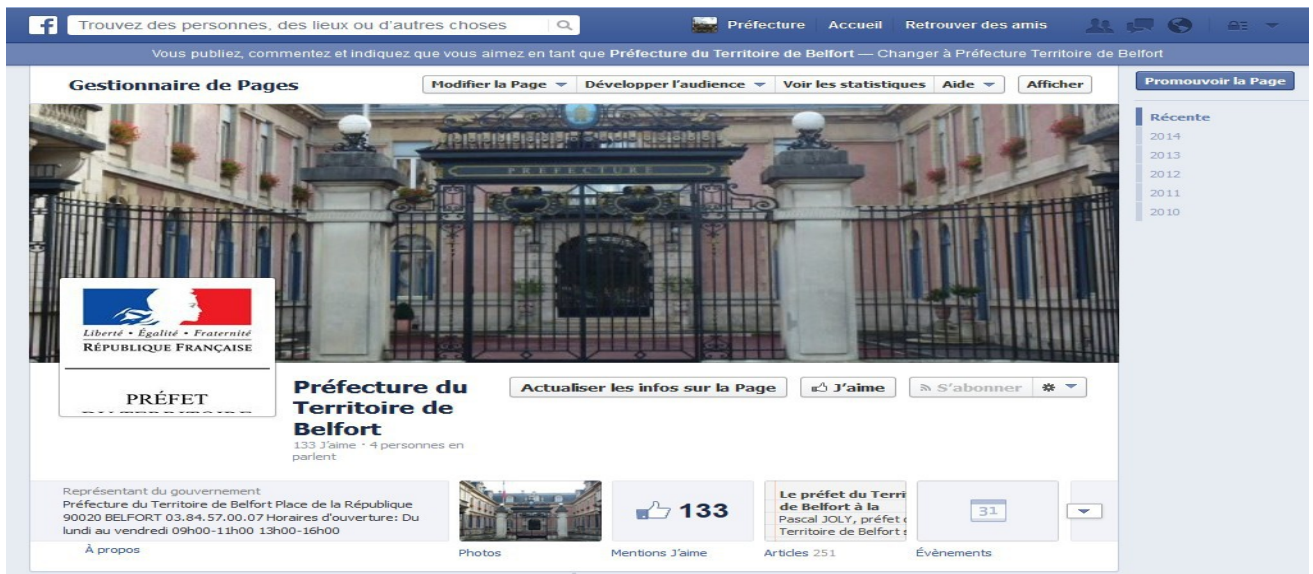 f Trouvez des personnes, des lieux ou d'autres choses Préfecture Accueil Retrouver des amis
Vous publiez, commentez et indiquez que vous aimez en tant que Préfecture du Territoire de Belfort — Changer à Préfecture Territoire de Belfort
Gestionnaire de Pages Modifier la Page Développer l'audience Voir les statistiques Aide Afficher
Promouvoir la Page
Récente
2014
2013
2012
2011
2010
PREFECTURE
Liberté • Égalité • Fraternité
RÉPUBLIQUE FRANÇAISE
PRÉFET
Préfecture du
Territoire de
Belfort
133 J'aime · 4 personnes en
parlent
Actualiser les infos sur la Page J'aime S'abonner
Représentant du gouvernement
Préfecture du Territoire de Belfort Place de la République
90020 BELFORT 03.84.57.00.07 Horaires d'ouverture: Du
lundi au vendredi 09h00-11h00 13h00-16h00
À propos
Photos
133
Mentions J'aime
Le préfet du Terri
de Belfort à la
Pascal JOLY, préfet
Territoire de Belfort
Articles 251
31
Évènements